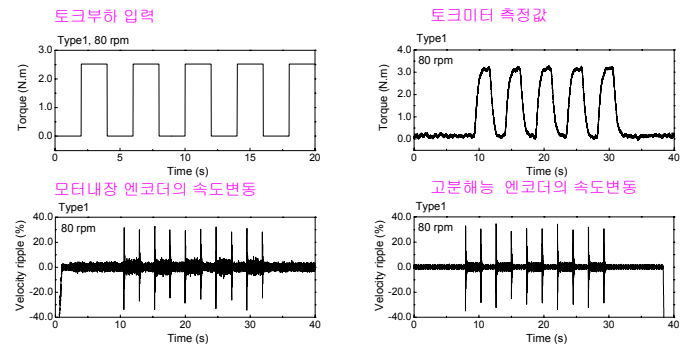 토크부하 입력
Type1, 80 rpm
3.0
2.0
1.0
0.0
Torque (N.m)
0 5 10 15 20
Time (s)
토크미터 측정값
Type1
80 rpm
4.0
3.0
2.0
1.0
0.0
Torque (N.m)
0 10 20 30 40
Time (s)
모터내장 엔코더의 속도변동
Type1
80 rpm
40.0
20.0
0.0
-20.0
-40.0
Velocity ripple (%)
0 10 20 30 40
Time (s)
고분해능 엔코더의 속도변동
Type1
80 rpm
40.0
20.0
0.0
-20.0
-40.0
Velocity ripple (%)
0 10 20 30 40
Time (s)